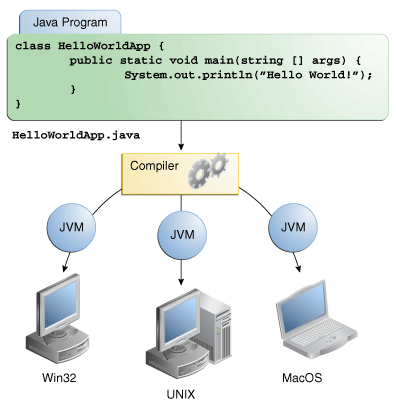 Java Program
class HelloWorldApp {
public static void main(string [] args) {
System.out.println(”Hello World!”);
}
}
HelloWorldApp.java
Compiler
JVM
JVM
JVM
Win32
UNIX
MacOS